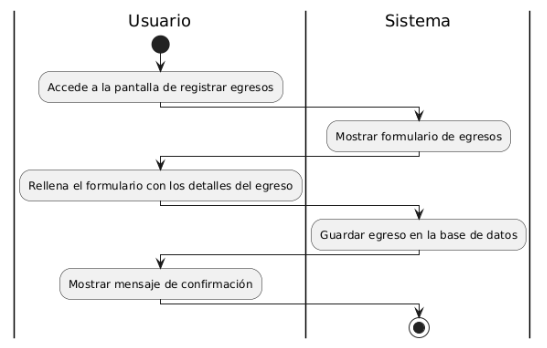 Usuario
Sistema
Accede a la pantalla de registrar egresos
Mostrar formulario de egresos
Rellena el formulario con los detalles del egreso
Guardar egreso en la base de datos
Mostrar mensaje de confirmación